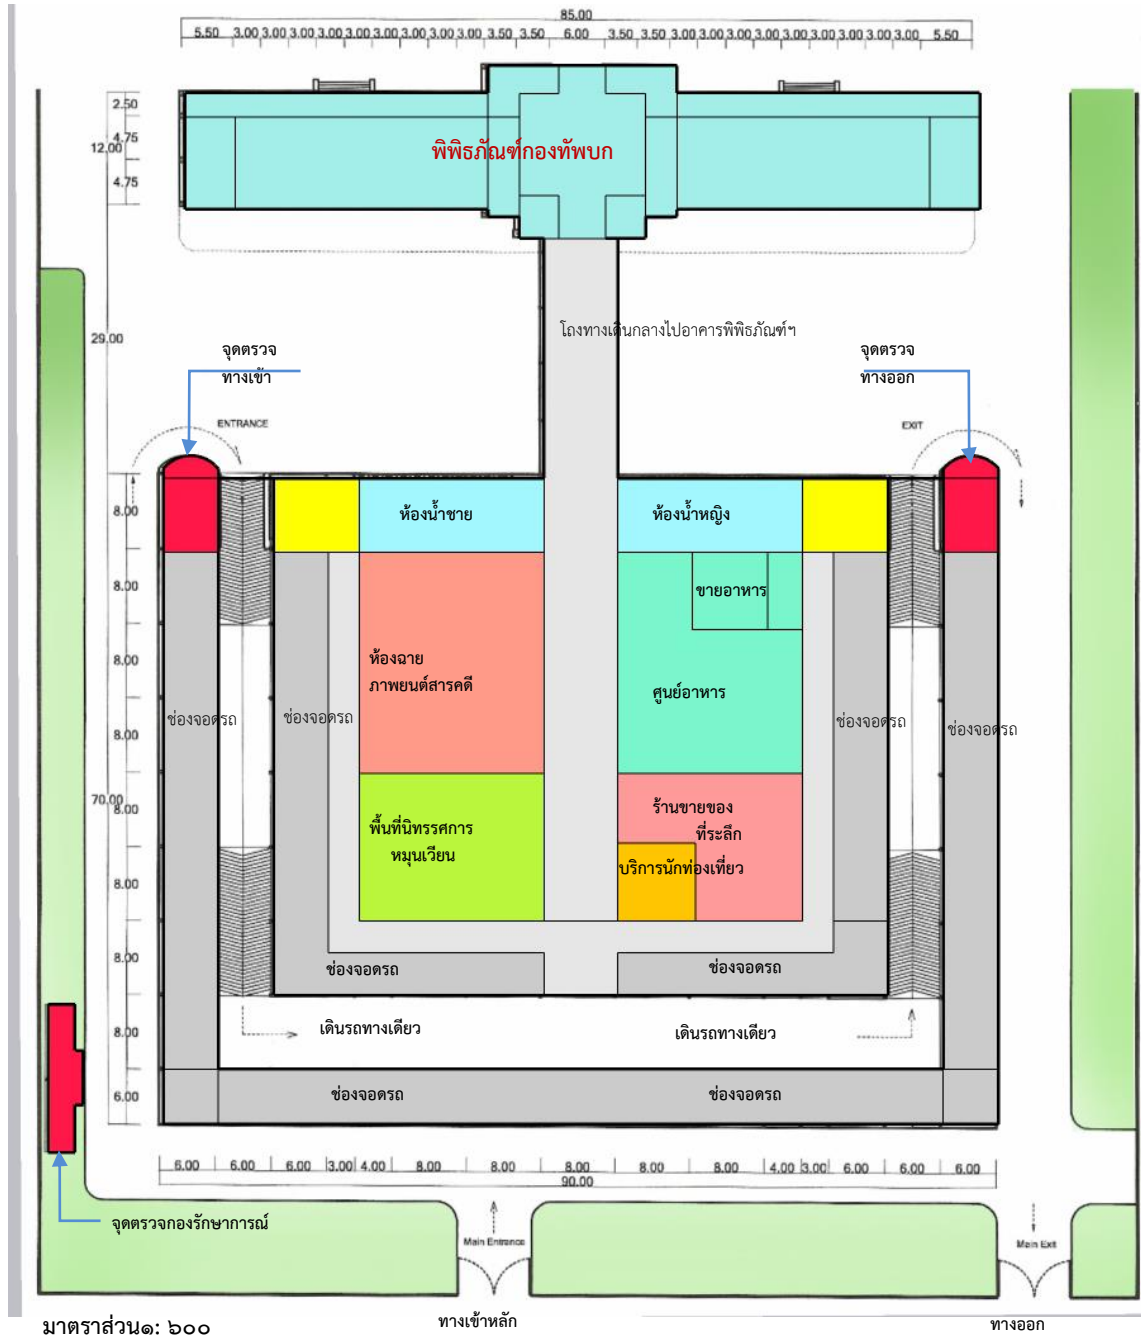 85.00
5.50 3.00 3.00 3.00 3.00 3.00 3.00 3.00 3.00 3.50 3.50 6.00 3.50 3.50 3.00 3.00 3.00 3.00 3.00 3.00 3.00 3.00 5.50
2.50
4.75
12.00
4.75
พิพิธภัณฑ์กองทัพบก
29.00
โถงทางเดินกลางไปอาคารพิพิธภัณฑ์ฯ
จุดตรวจ
ทางเข้า
จุดตรวจ
ทางออก
ENTRANCE
EXIT
8.00
ห้องน้ำชาย
ห้องน้ำหญิง
8.00
ขายอาหาร
8.00
ห้องฉาย
ภาพยนต์สารคดี
ศูนย์อาหาร
8.00
ช่องจอดรถ
ช่องจอดรถ
ช่องจอดรถ
ช่องจอดรถ
70.00
8.00
พื้นที่นิทรรศการ
หมุนเวียน
ร้านขายของ
ที่ระลึก
8.00
บริการนักท่องเที่ยว
8.00
ช่องจอดรถ
ช่องจอดรถ
8.00
เดินรถทางเดียว
เดินรถทางเดียว
6.00
ช่องจอดรถ
ช่องจอดรถ
6.00 6.00 6.00 3.00 4.00 8.00 8.00 8.00 8.00 8.00 4.00 3.00 6.00 6.00 6.00
90.00
จุดตรวจกองรักษาการณ์
Main Entrance
Main Exit
ทางเข้าหลัก
ทางออก
มาตราส่วน๑: ๖๐๐